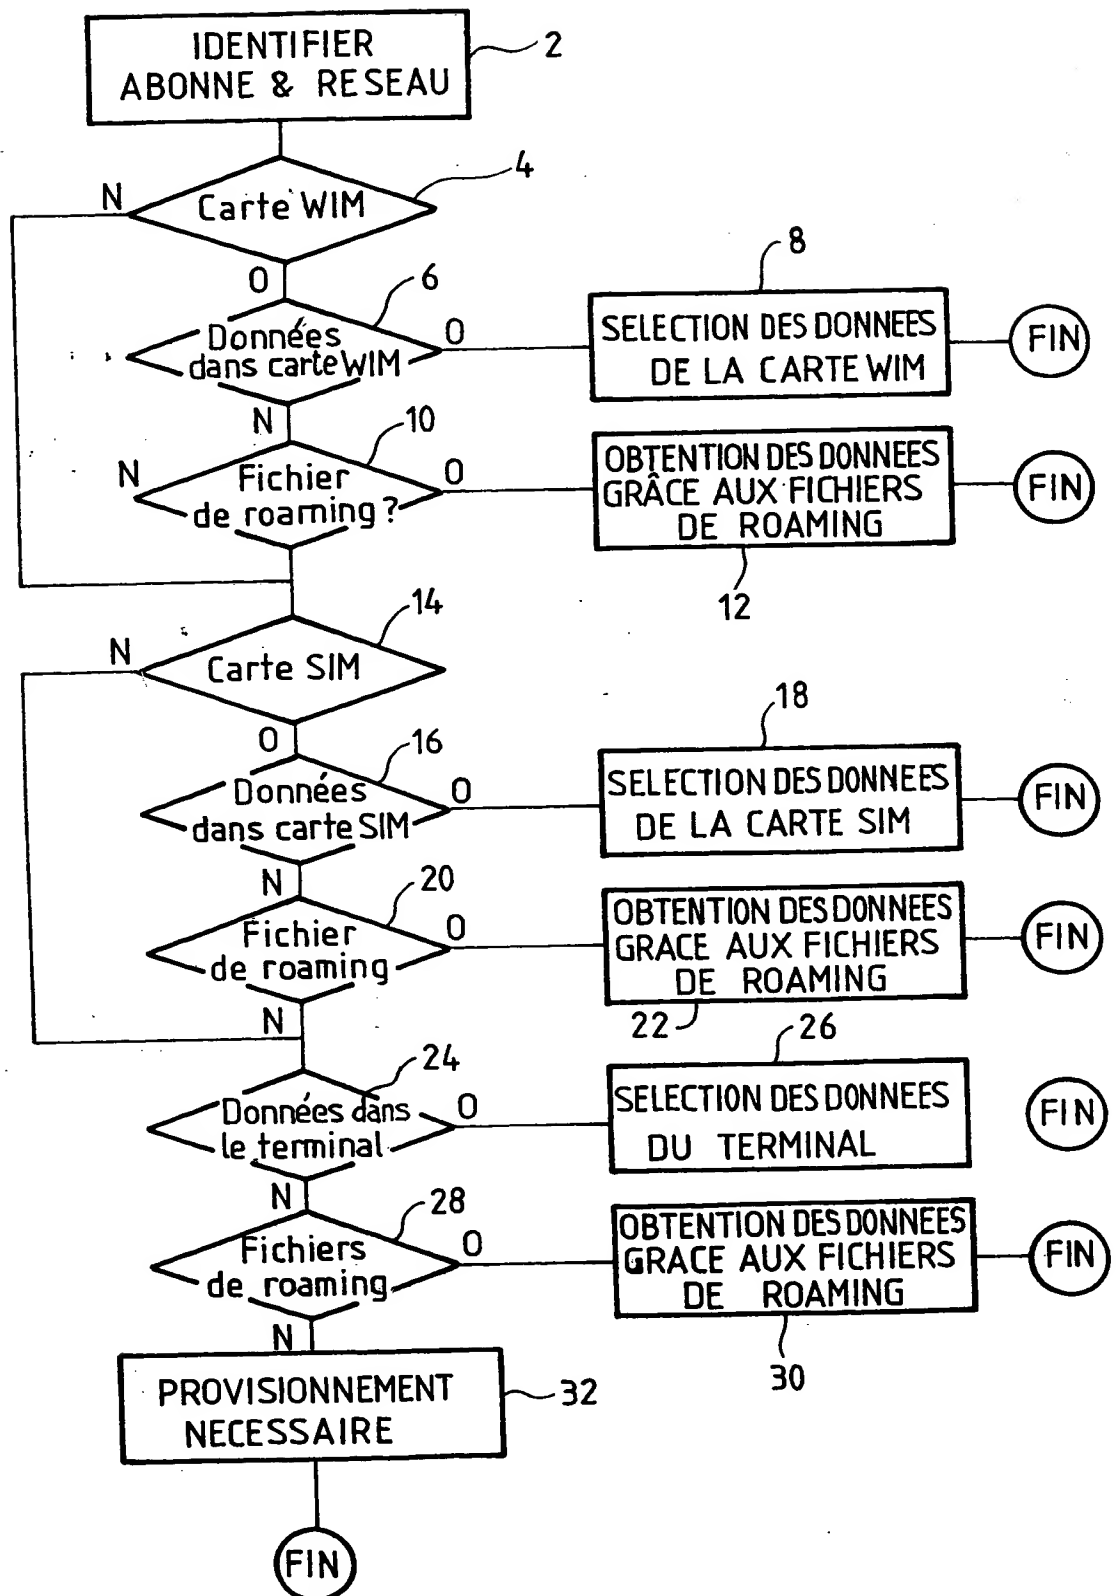 IDENTIFIER
ABONNE & RESEAU
2
4
N
Carte WIM
O
6
Données
dans carte WIM
O
8
SELECTION DES DONNEES
DE LA CARTE WIM
FIN
N
10
N
Fichier
de roaming?
O
OBTENTION DES DONNEES
GRÂCE AUX FICHIERS
DE ROAMING
FIN
12
14
N
Carte SIM
O
16
Données
dans carte SIM
O
18
SELECTION DES DONNEES
DE LA CARTE SIM
FIN
N
20
Fichier
de roaming
O
OBTENTION DES DONNEES
GRACE AUX FICHIERS
DE ROAMING
FIN
22
N
24
Données dans
le terminal
O
26
SELECTION DES DONNEES
DU TERMINAL
FIN
N
28
Fichiers
de roaming
O
OBTENTION DES DONNEES
GRACE AUX FICHIERS
DE ROAMING
FIN
30
N
PROVISIONNEMENT
NECESSAIRE
32
FIN